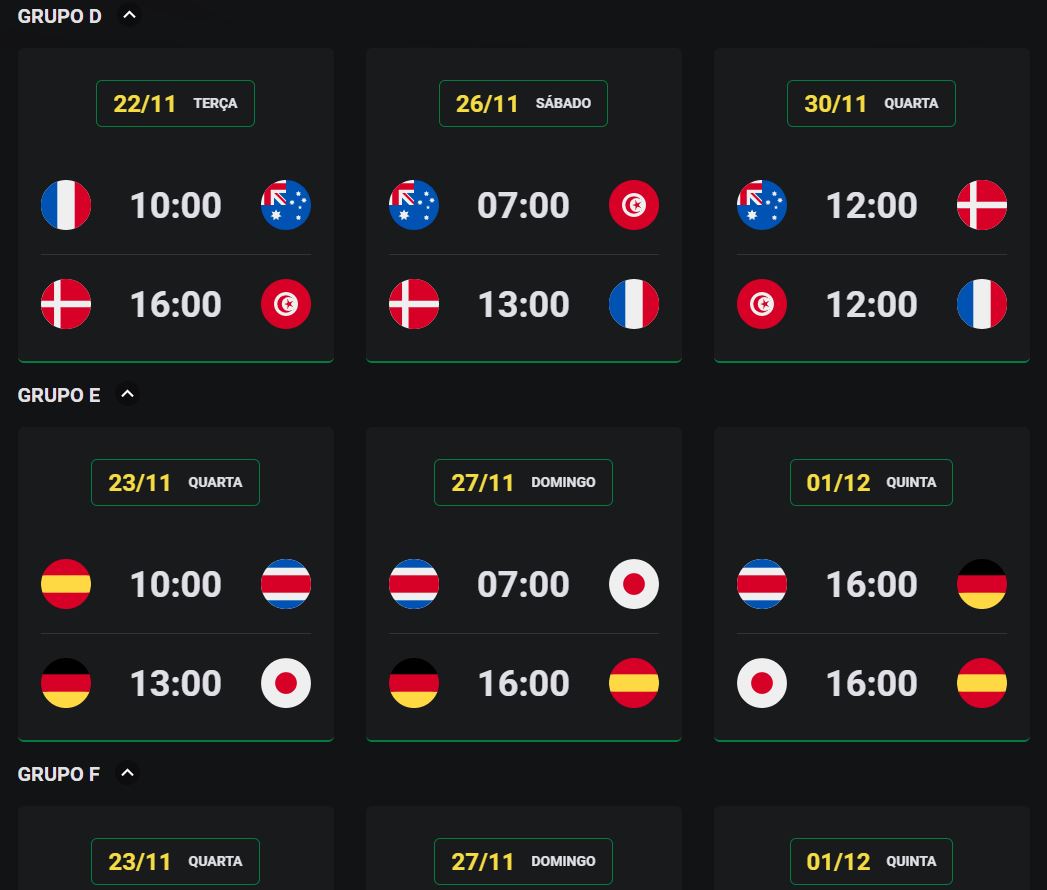 GRUPO D
22/11 TERÇA
26/11 SÁBADO
30/11 QUARTA
10:00
07:00
12:00
16:00
13:00
12:00
GRUPO E
23/11 QUARTA
27/11 DOMINGO
01/12 QUINTA
10:00
07:00
16:00
13:00
16:00
16:00
GRUPO F
23/11 QUARTA
27/11 DOMINGO
01/12 QUINTA